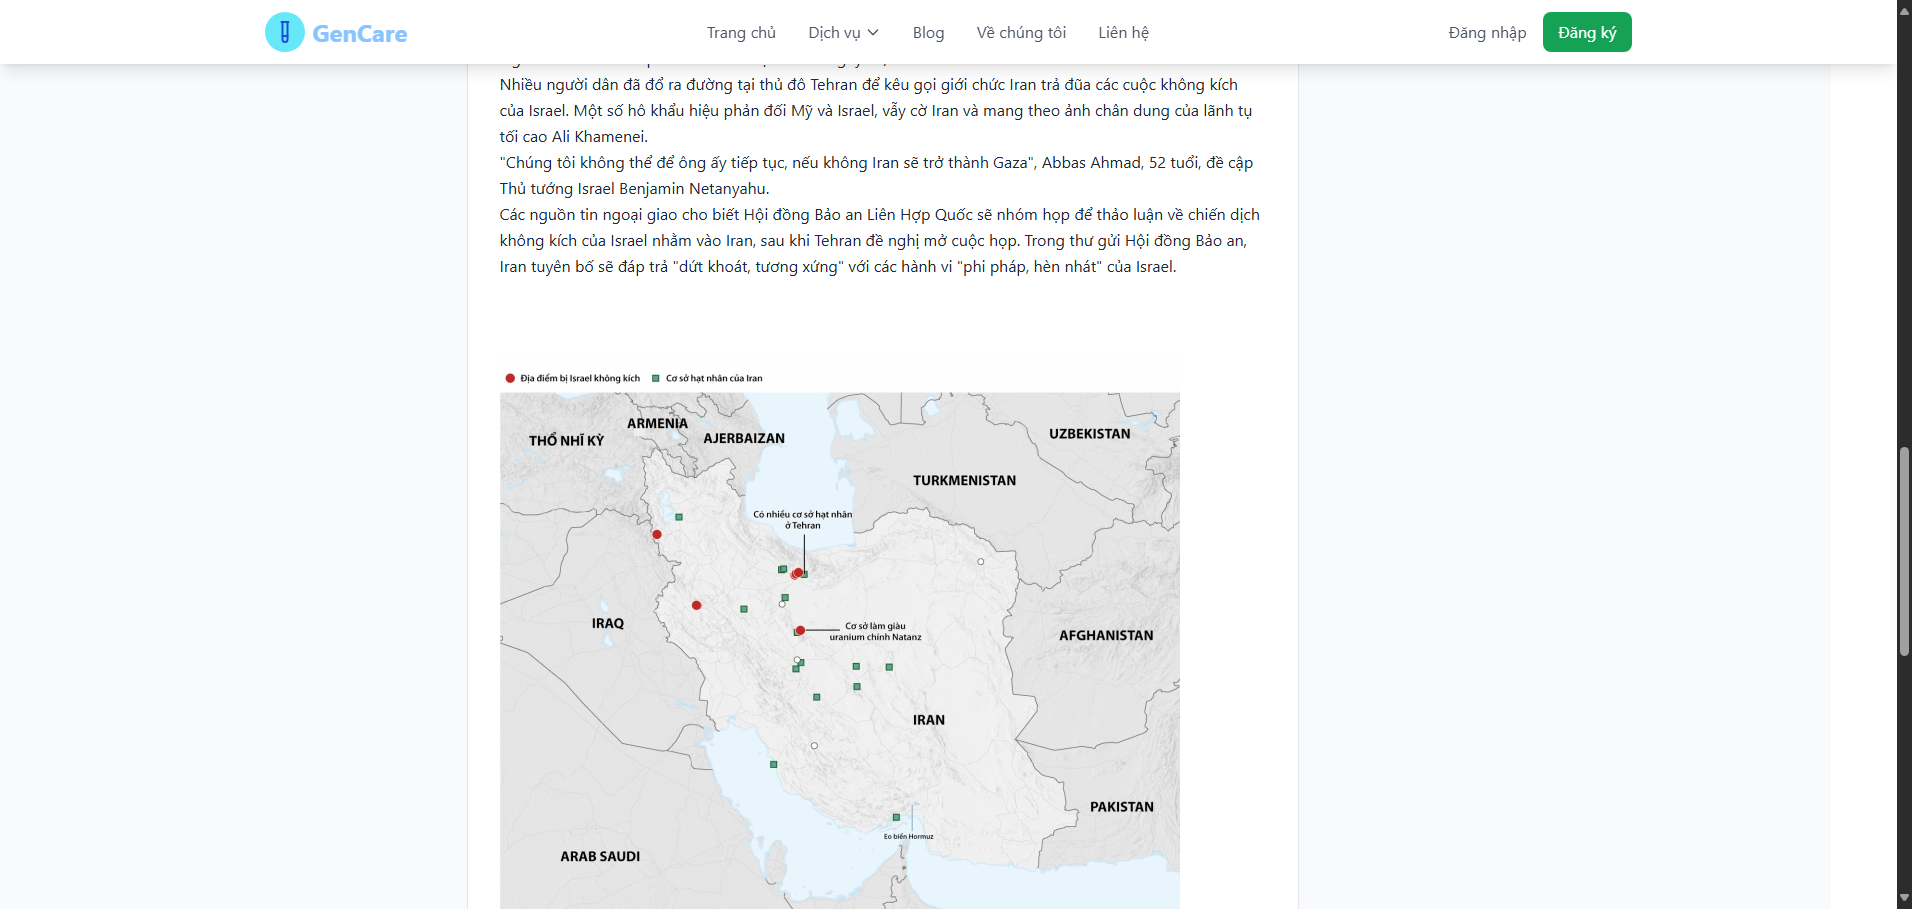 GenCare
Trang chủ
Dịch vụ
Blog
Về chúng tôi
Liên hệ
Đăng nhập
Đăng ký
Nhiều người dân đã đổ ra đường tại thủ đô Tehran để kêu gọi giới chức Iran trả đũa các cuộc không kích
của Israel. Một số hô khẩu hiệu phản đối Mỹ và Israel, vẫy cờ Iran và mang theo ảnh chân dung của lãnh tụ
tối cao Ali Khamenei.
"Chúng tôi không thể để ông ấy tiếp tục, nếu không Iran sẽ trở thành Gaza", Abbas Ahmad, 52 tuổi, đề cập
Thủ tướng Israel Benjamin Netanyahu.
Các nguồn tin ngoại giao cho biết Hội đồng Bảo an Liên Hợp Quốc sẽ nhóm họp để thảo luận về chiến dịch
không kích của Israel nhằm vào Iran, sau khi Tehran đề nghị mở cuộc họp. Trong thư gửi Hội đồng Bảo an,
Iran tuyên bố sẽ đáp trả "dứt khoát, tương xứng" với các hành vi "phi pháp, hèn nhát" của Israel.
Địa điểm bị Israel không kích
Cơ sở hạt nhân của Iran
ARMENIA
THỔ NHĨ KỲ
AJERBAIZAN
UZBEKISTAN
TURKMENISTAN
Có nhiều cơ sở hạt nhân
ở Tehran
IRAQ
Cơ sở làm giàu
uranium chính Natanz
AFGHANISTAN
IRAN
PAKISTAN
Eo biển Hormuz
ARAB SAUDI